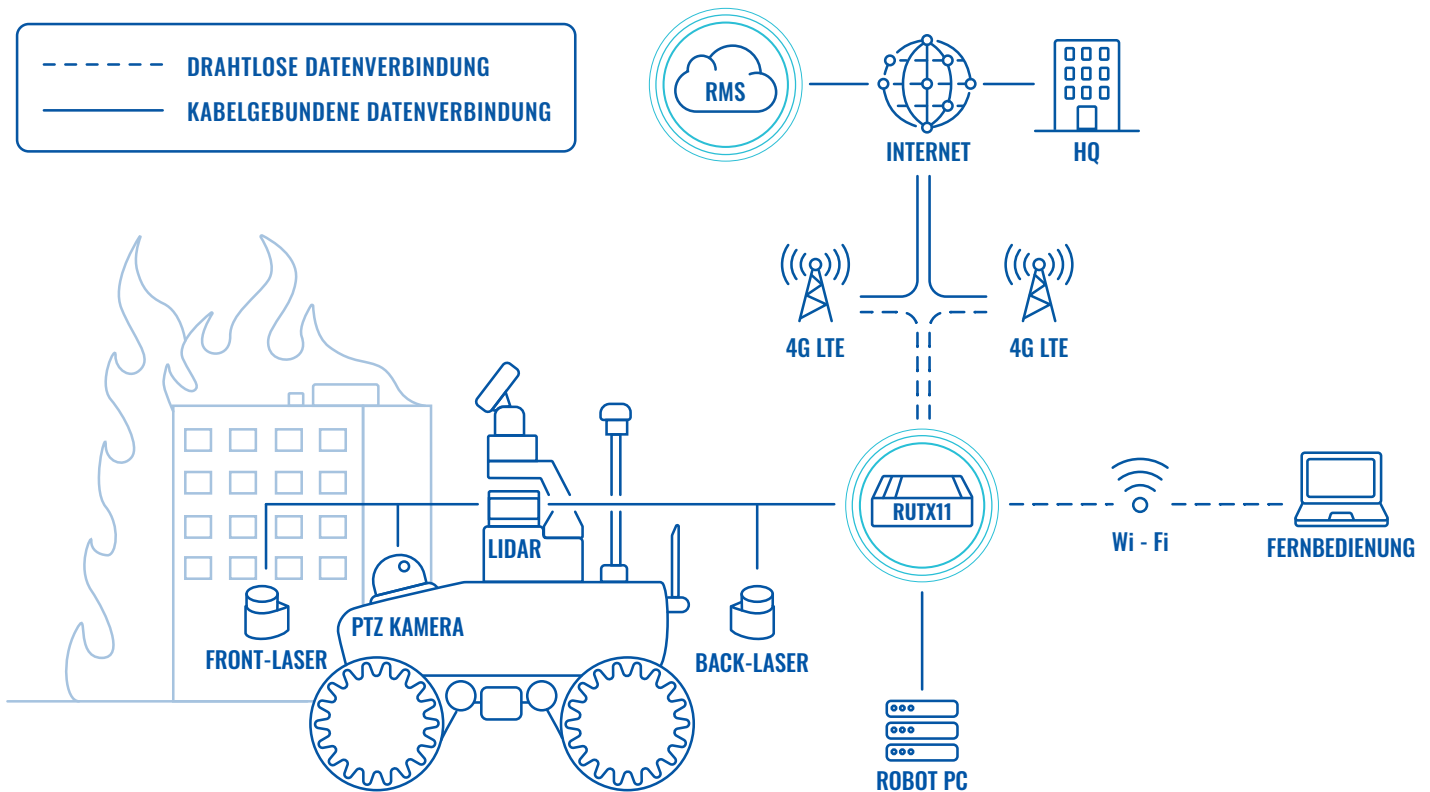 DRAHTLOSE DATENVERBINDUNG
KABELGEBUNDENE DATENVERBINDUNG
RMS
INTERNET
HQ
4G LTE
4G LTE
RUTX11
LIDAR
Wi - Fi
FERNBEDIENUNG
PTZ KAMERA
FRONT-LASER
BACK-LASER
ROBOT PC